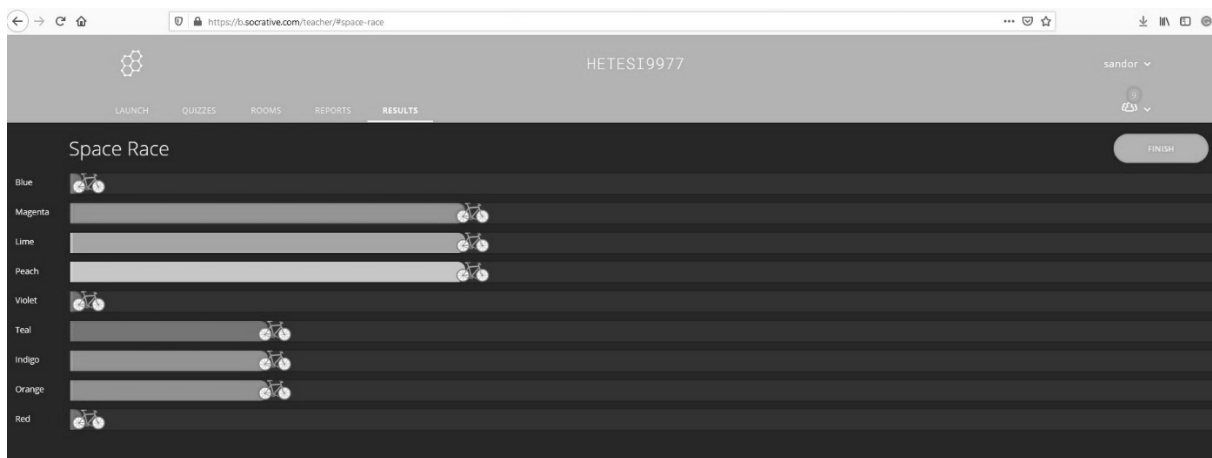 https://b.socrative.com/teacher/#space-race
HETESI9977
sandor
9
LAUNCH QUIZZES ROOMS REPORTS RESULTS
Space Race
FINISH
Blue
Magenta
Lime
Peach
Violet
Teal
Indigo
Orange
Red